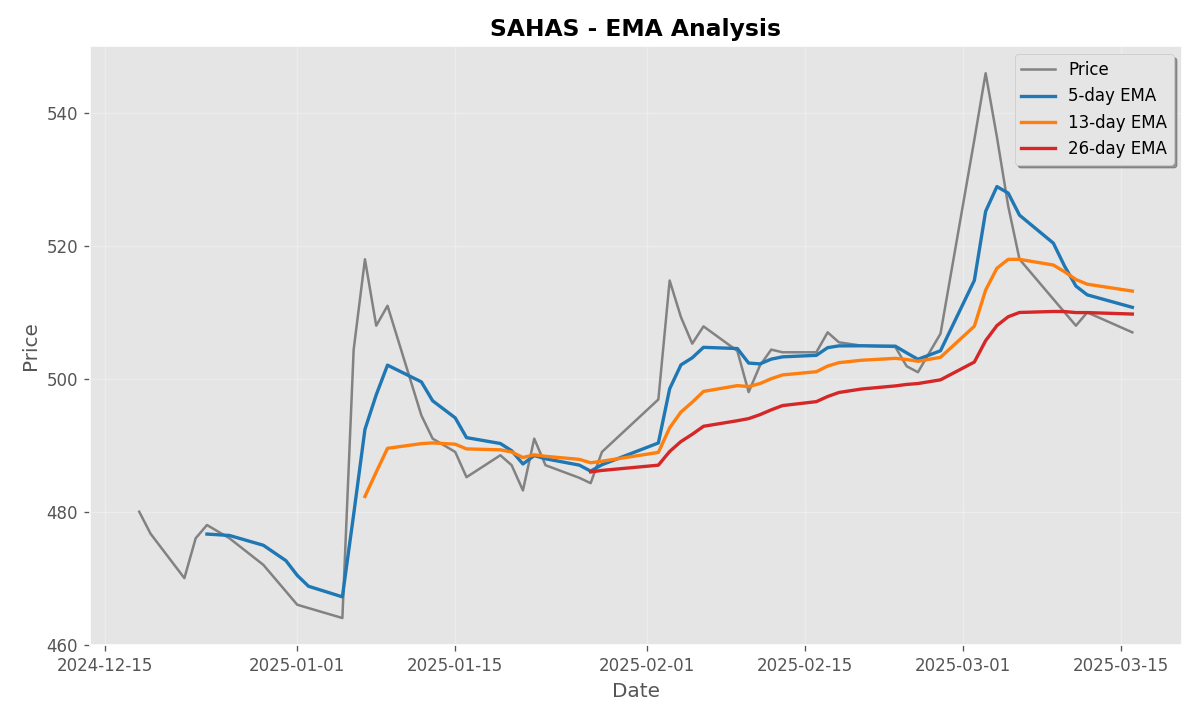 SAHAS - EMA Analysis
Price
5-day EMA
13-day EMA
26-day EMA
540
520
500
480
460
Price
2024-12-15
2025-01-01
2025-01-15
2025-02-01
2025-02-15
2025-03-01
2025-03-15
Date